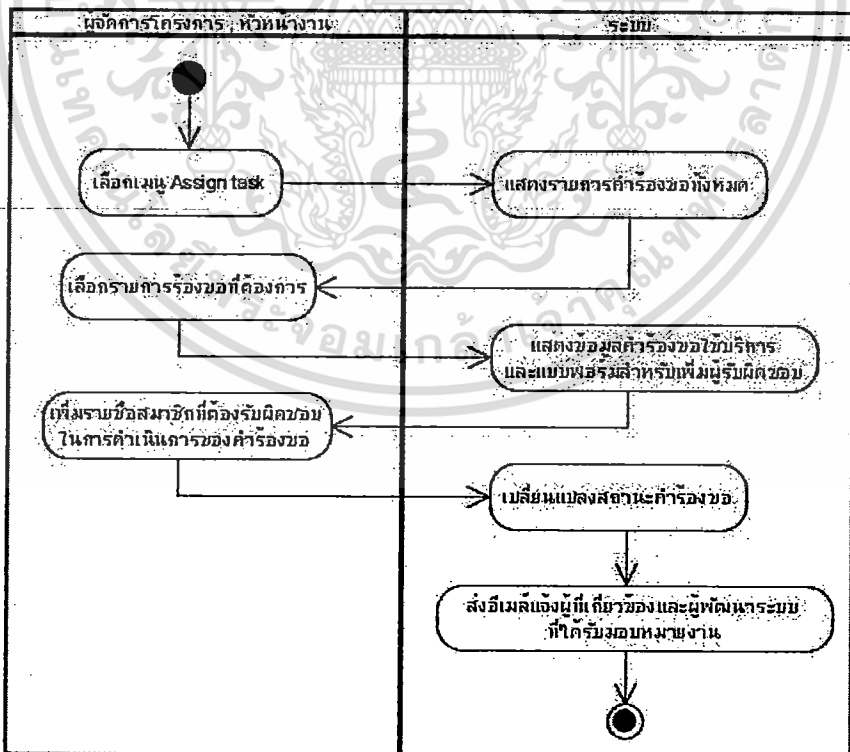 ผู้จัดการโครงการ , หัวหน้างาน
ระบบ
เลือกเมนู Assign task
แสดงรายการคำร้องขอทั้งหมด
เลือกรายการร้องขอที่ต้องการ
แสดงข้อมูลคำร้องขอใช้บริการ
และแบบฟอร์มสำหรับเพิ่มผู้รับผิดชอบ
เพิ่มรายชื่อสมาชิกที่ต้องรับผิดชอบ
ในการดำเนินการของคำร้องขอ
เปลี่ยนแปลงสถานะคำร้องขอ
ส่งอีเมล์แจ้งผู้ที่เกี่ยวข้องและผู้พัฒนาระบบ
ที่ได้รับมอบหมายงาน